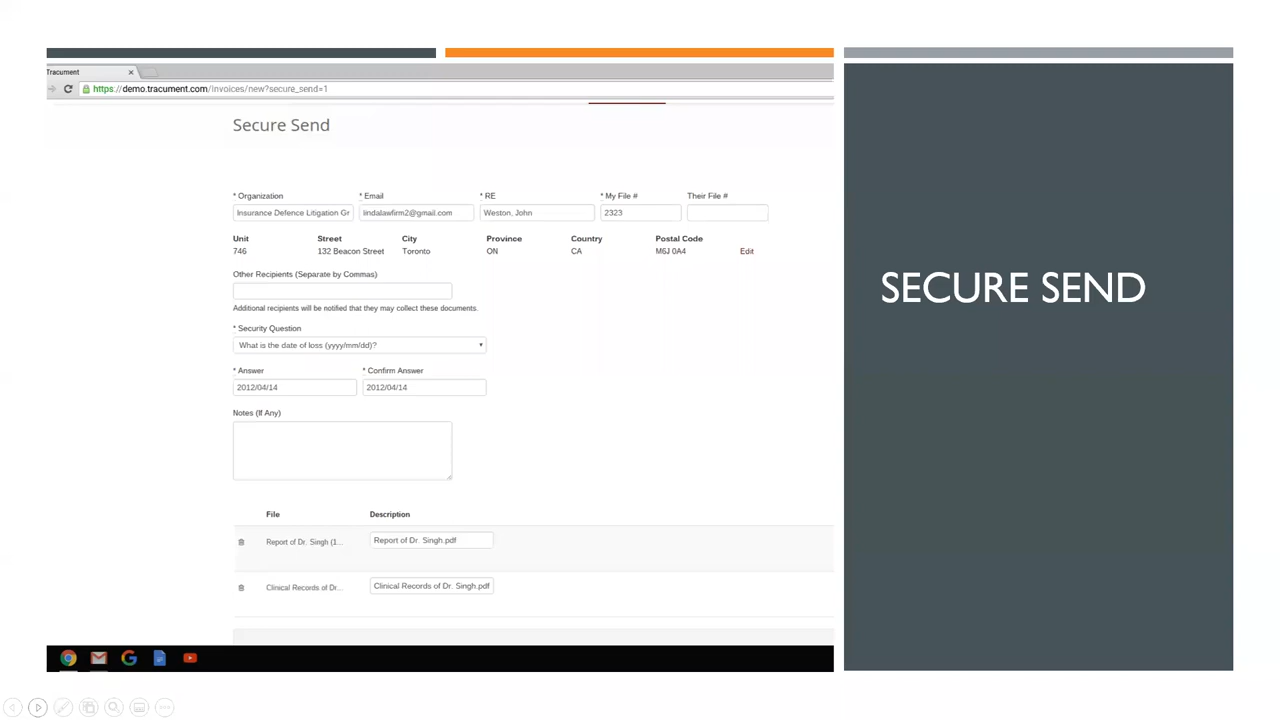 Tracument
https://demo.tracument.com/invoices/new?secure_send=1
Secure Send
* Organization * Email * RE * My File # Their File #
Insurance Defence Litigation Gr lindalawfirm2@gmail.com Weston, John 2323
Unit Street City Province Country Postal Code
746 132 Beacon Street Toronto ON CA M6J 0A4 Edit
Other Recipients (Separate by Commas)
Additional recipients will be notified that they may collect these documents.
* Security Question
What is the date of loss (yyyy/mm/dd)?
* Answer * Confirm Answer
2012/04/14 2012/04/14
Notes (If Any)
File Description
Report of Dr. Singh (1... Report of Dr. Singh.pdf
Clinical Records of Dr... Clinical Records of Dr. Singh.pdf
SECURE SEND